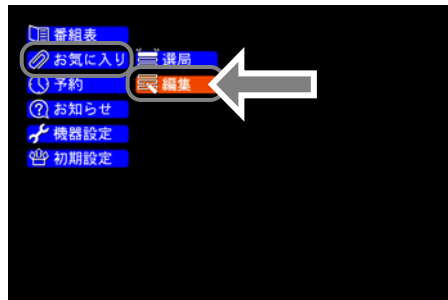 番組表
お気に入り 選局
予約 編集
お知らせ
機器設定
初期設定